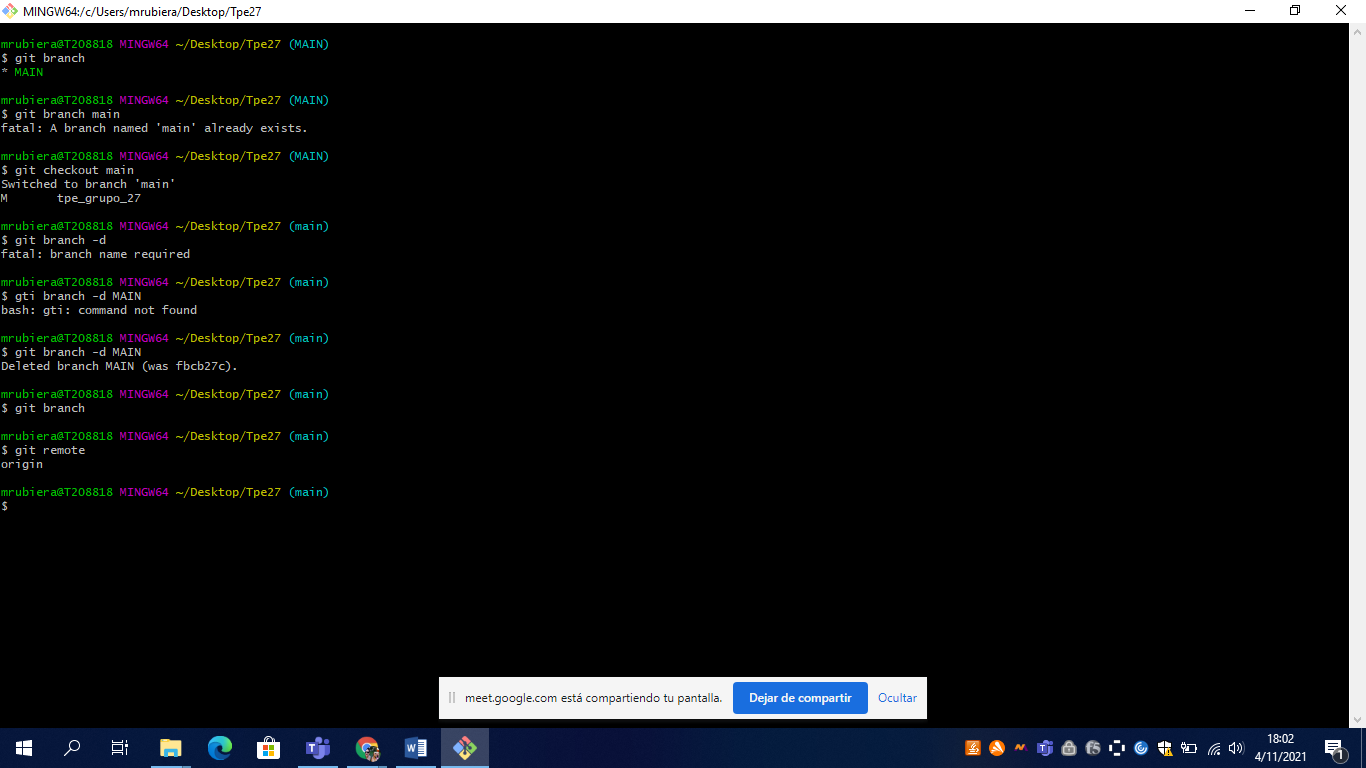 MINGW64:/c/Users/mrubiera/Desktop/Tpe27
mrubiera@T208818 MINGW64 ~/Desktop/Tpe27 (MAIN)
$ git branch
* MAIN
mrubiera@T208818 MINGW64 ~/Desktop/Tpe27 (MAIN)
$ git branch main
fatal: A branch named 'main' already exists.
mrubiera@T208818 MINGW64 ~/Desktop/Tpe27 (MAIN)
$ git checkout main
Switched to branch 'main'
M       tpe_grupo_27
mrubiera@T208818 MINGW64 ~/Desktop/Tpe27 (main)
$ git branch -d
fatal: branch name required
mrubiera@T208818 MINGW64 ~/Desktop/Tpe27 (main)
$ gti branch -d MAIN
bash: gti: command not found
mrubiera@T208818 MINGW64 ~/Desktop/Tpe27 (main)
$ git branch -d MAIN
Deleted branch MAIN (was fbcb27c).
mrubiera@T208818 MINGW64 ~/Desktop/Tpe27 (main)
$ git branch
mrubiera@T208818 MINGW64 ~/Desktop/Tpe27 (main)
$ git remote
origin
mrubiera@T208818 MINGW64 ~/Desktop/Tpe27 (main)
$
meet.google.com está compartiendo tu pantalla. Dejar de compartir Ocultar
18:02
4/11/2021
1